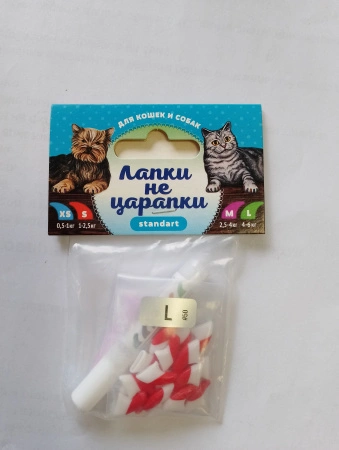 ДЛЯ КОШЕК И СОБАК
Лапки
не
царапки
standart
XS S M L
0,5-1кг 1-2,5кг 2,5-4кг 4-6кг
L